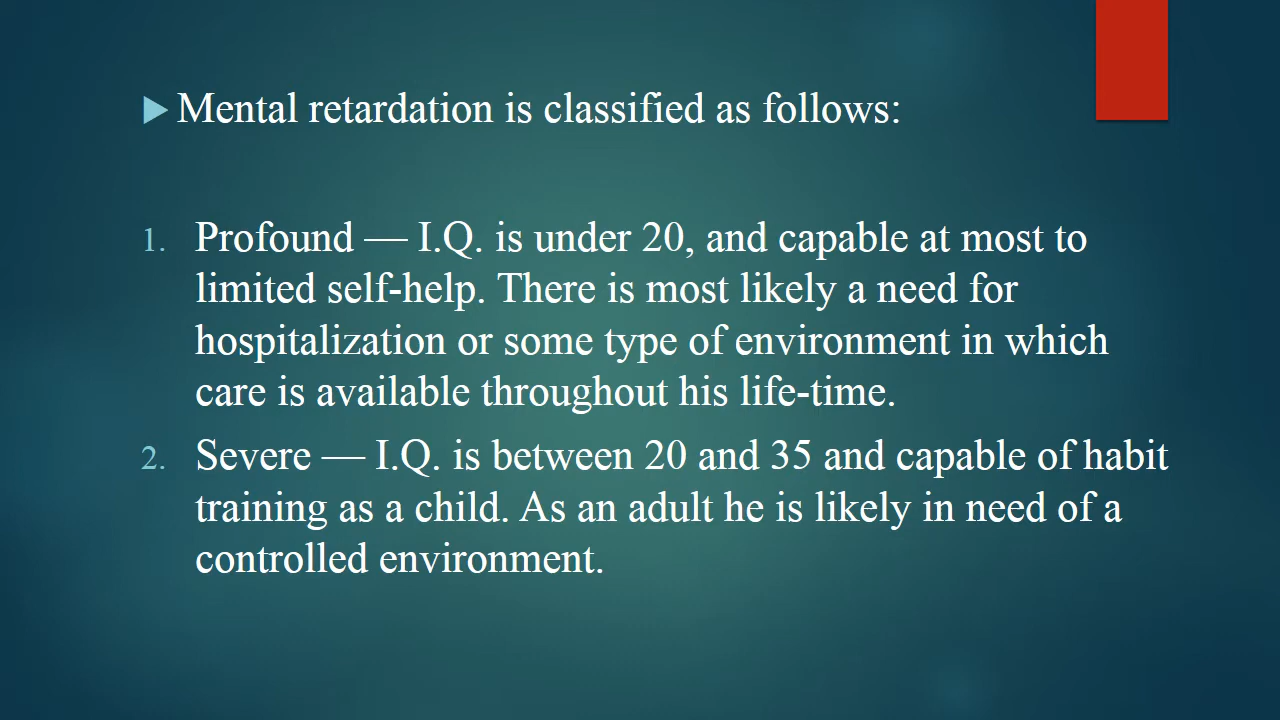 Mental retardation is classified as follows:
1. Profound — I.Q. is under 20, and capable at most to
limited self-help. There is most likely a need for
hospitalization or some type of environment in which
care is available throughout his life-time.
2. Severe — I.Q. is between 20 and 35 and capable of habit
training as a child. As an adult he is likely in need of a
controlled environment.